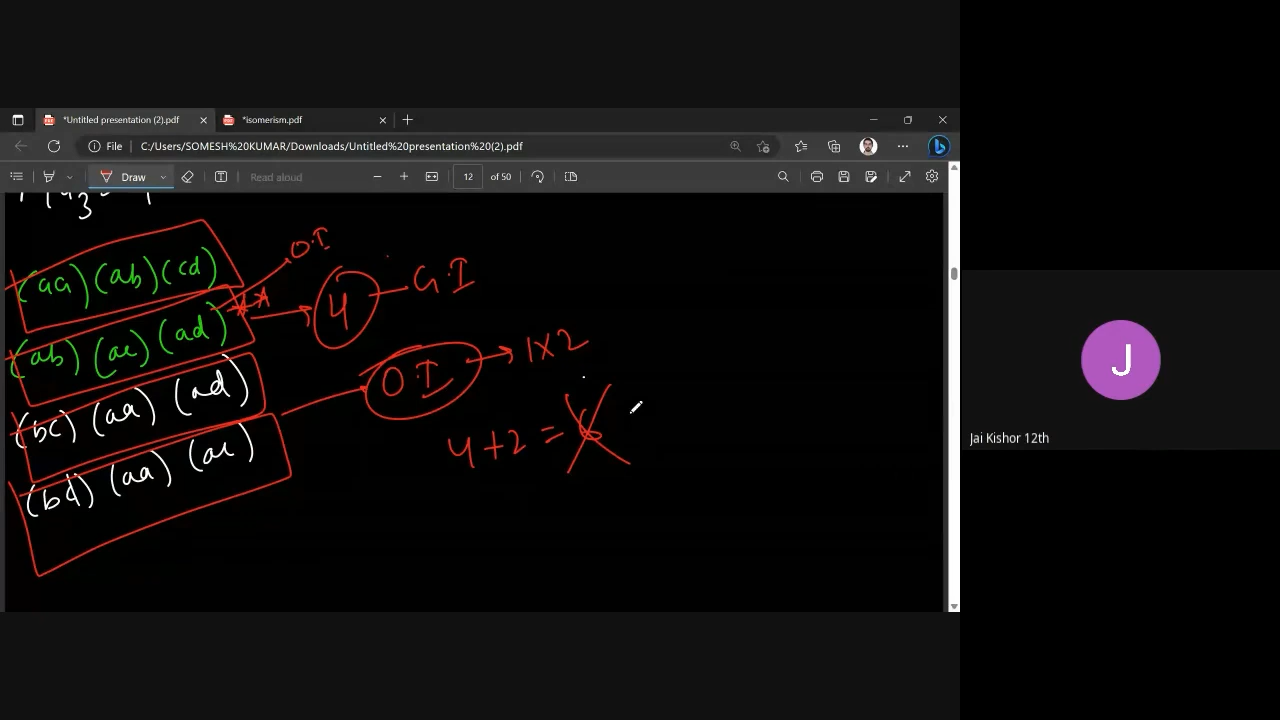 *Untitled presentation (2).pdf
*isomerism.pdf
File C:/Users/SOMESH%20KUMAR/Downloads/Untitled%20presentation%20(2).pdf
Draw Read aloud 12 of 50
(aa) (ab) (cd)
O.I
4 G.I
(ab) (ac) (ad)
(bc) (aa) (ad)
O.I 1x2
4+2=6
(bd) (aa) (ac)
J
Jai Kishor 12th